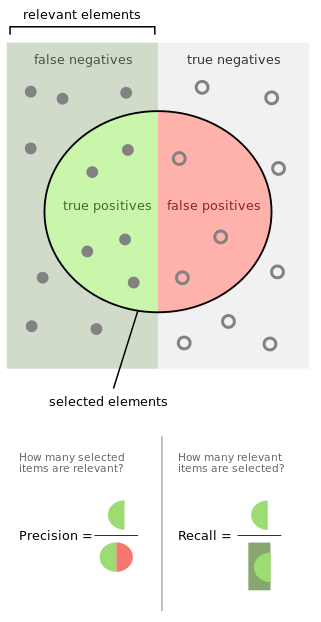 relevant elements
false negatives
true negatives
true positives
false positives
selected elements
How many selected
items are relevant?
How many relevant
items are selected?
Precision =
Recall =